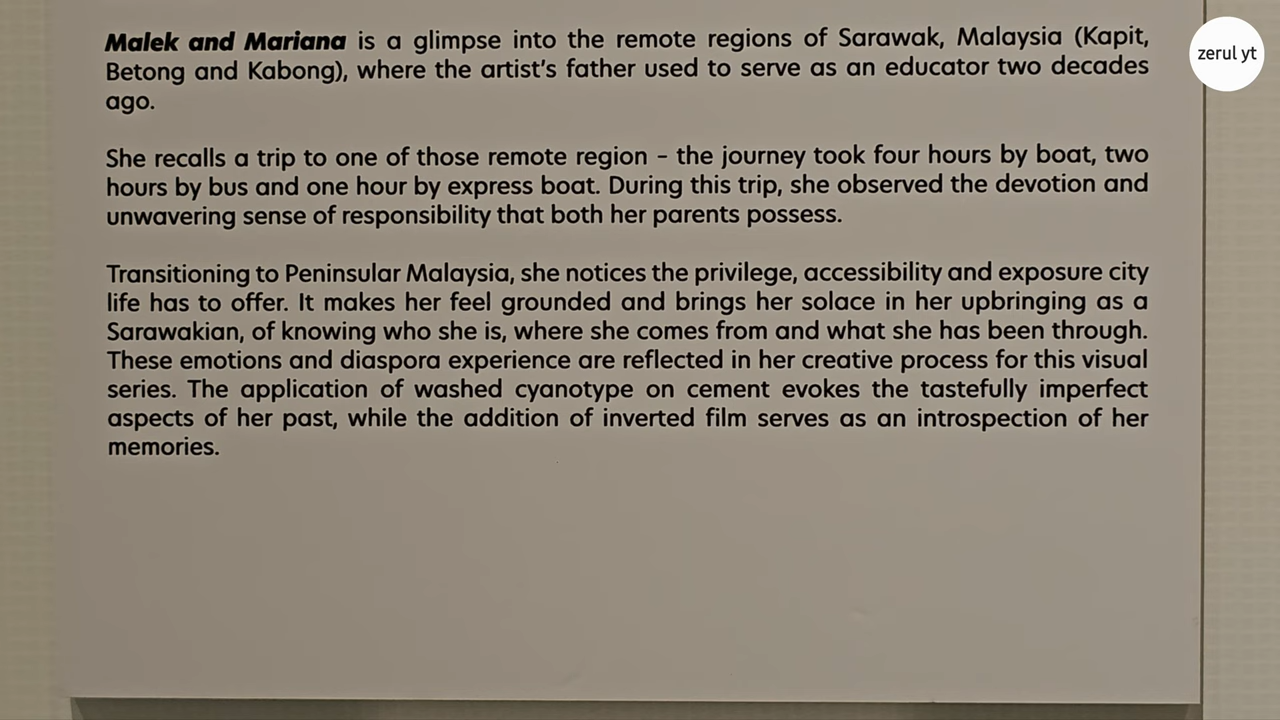 zerul yt
Malek and Mariana is a glimpse into the remote regions of Sarawak, Malaysia (Kapit,
Betong and Kabong), where the artist's father used to serve as an educator two decades
ago.
She recalls a trip to one of those remote region – the journey took four hours by boat, two
hours by bus and one hour by express boat. During this trip, she observed the devotion and
unwavering sense of responsibility that both her parents possess.
Transitioning to Peninsular Malaysia, she notices the privilege, accessibility and exposure city
life has to offer. It makes her feel grounded and brings her solace in her upbringing as a
Sarawakian, of knowing who she is, where she comes from and what she has been through.
These emotions and diaspora experience are reflected in her creative process for this visual
series. The application of washed cyanotype on cement evokes the tastefully imperfect
aspects of her past, while the addition of inverted film serves as an introspection of her
memories.